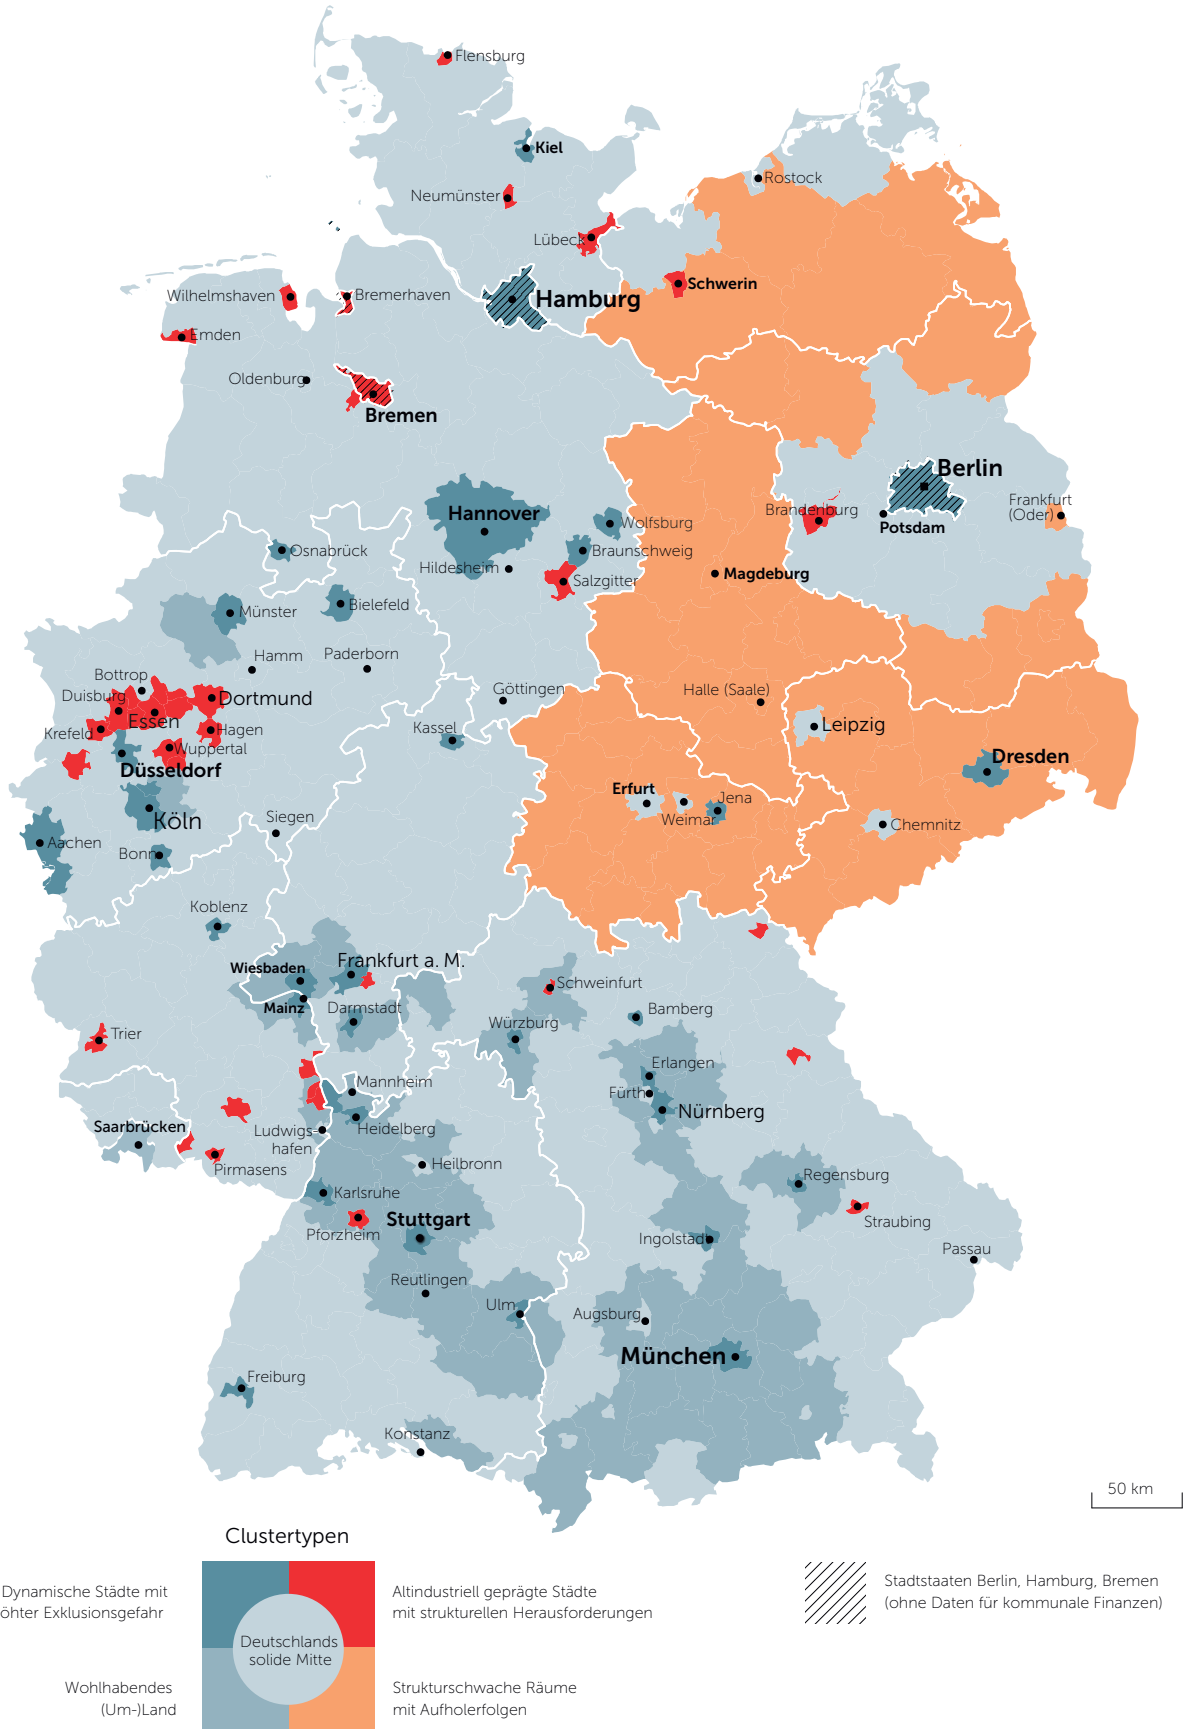 Flensburg
Kiel
Rostock
Neumünster
Lübeck
Schwerin
Wilhelmshaven
Bremerhaven
Hamburg
Emden
Oldenburg
Bremen
Berlin
Frankfurt
(Oder)
Brandenburg
Potsdam
Hannover
Wolfsburg
Osnabrück
Braunschweig
Hildesheim
Salzgitter
Magdeburg
Münster
Bielefeld
Hamm
Paderborn
Bottrop
Duisburg
Dortmund
Göttingen
Halle (Saale)
Essen
Krefeld
Hagen
Kassel
Leipzig
Wuppertal
Düsseldorf
Dresden
Erfurt
Jena
Köln
Siegen
Weimar
Chemnitz
Aachen
Bonn
Koblenz
Wiesbaden
Frankfurt a. M.
Schweinfurt
Mainz
Darmstadt
Bamberg
Würzburg
Trier
Erlangen
Mannheim
Fürth
Nürnberg
Saarbrücken
Ludwigs-
hafen
Heidelberg
Pirmasens
Heilbronn
Regensburg
Karlsruhe
Stuttgart
Straubing
Pforzheim
Ingolstadt
Passau
Reutlingen
Ulm
Augsburg
München
Freiburg
Konstanz
50 km
Clustertypen
Dynamische Städte mit
öhter Exklusionsgefahr
Altindustriell geprägte Städte
mit strukturellen Herausforderungen
Deutschlands
solide Mitte
Wohlhabendes
(Um-)Land
Strukturschwache Räume
mit Aufholerfolgen
Stadtstaaten Berlin, Hamburg, Bremen
(ohne Daten für kommunale Finanzen)